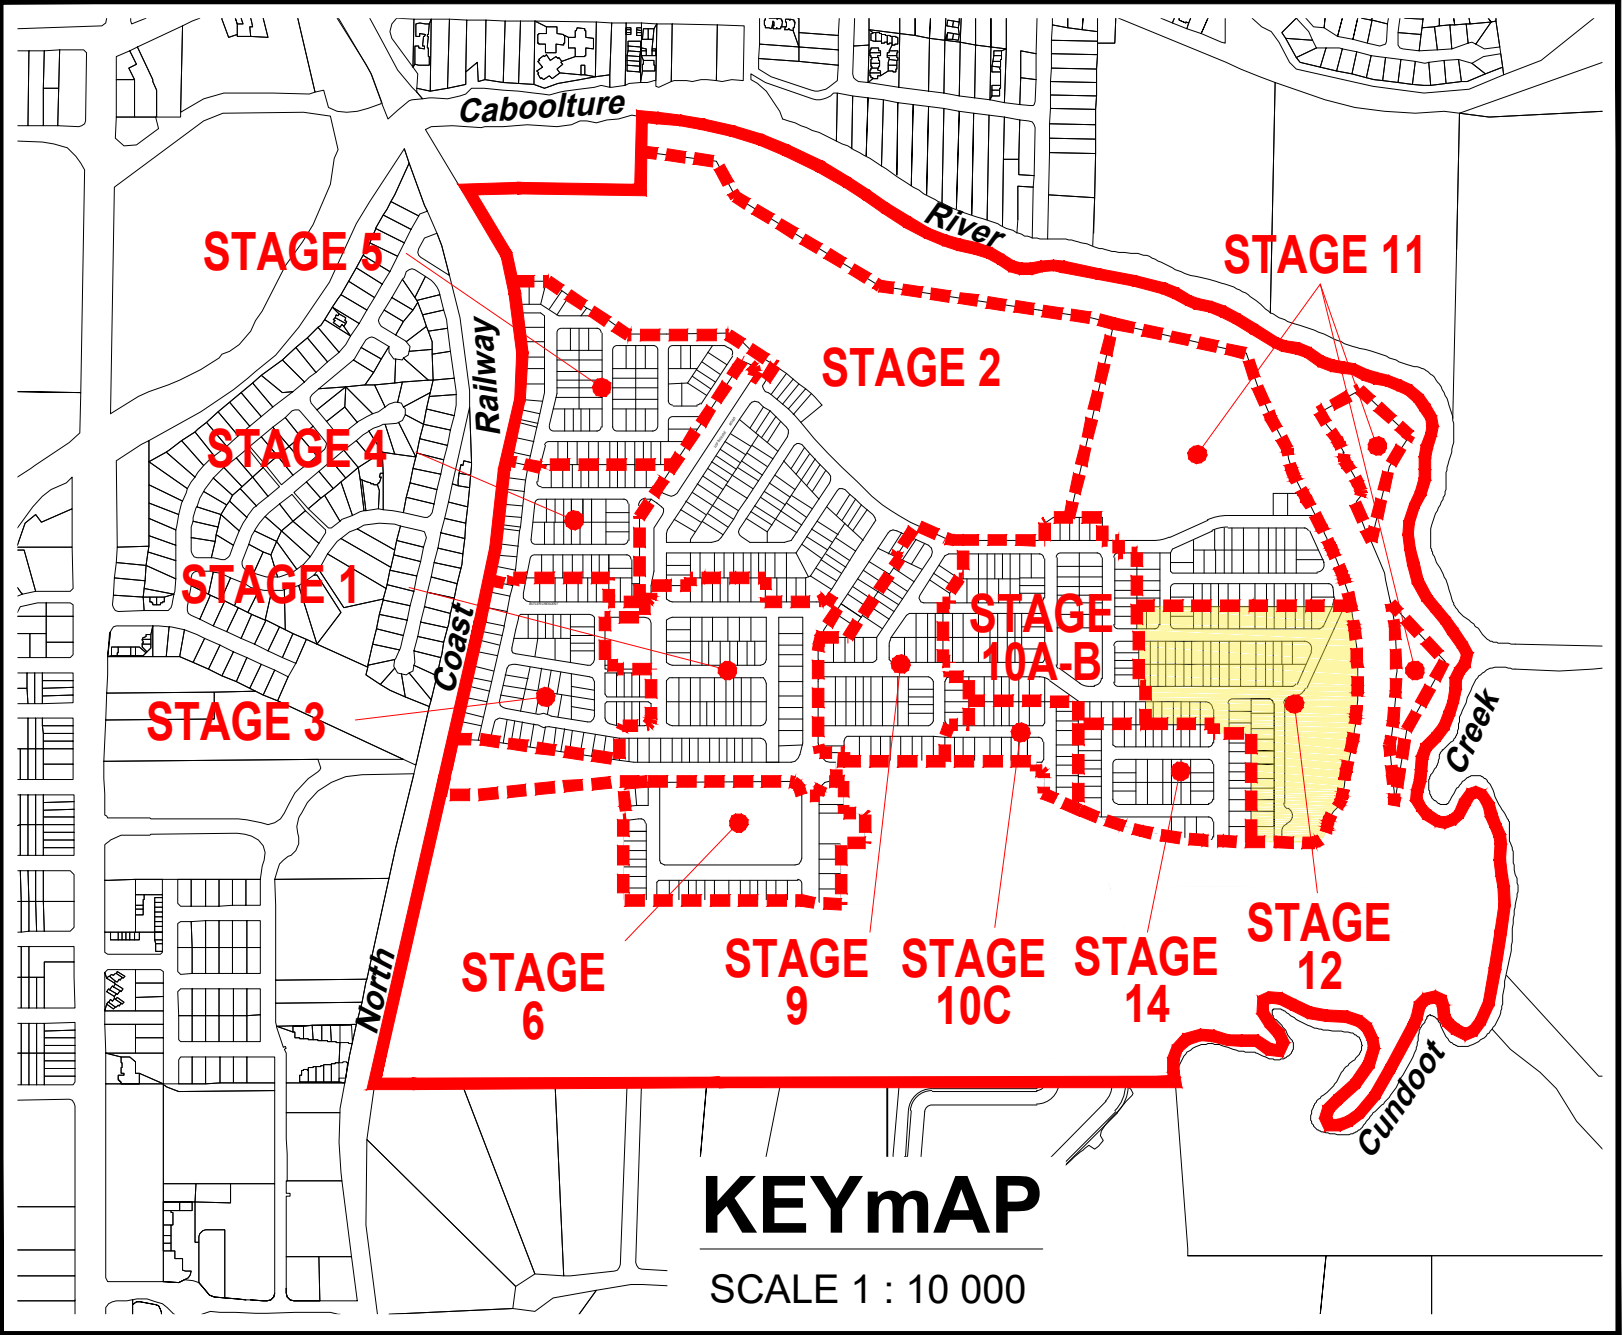 Caboolture
River
STAGE 5
STAGE 11
Railway
STAGE 2
STAGE 4
STAGE 1
STAGE
10A-B
Coast
STAGE 3
Creek
STAGE
12
STAGE
6
STAGE
9
STAGE
10C
STAGE
14
North
Cundoot
KEYmAP
SCALE 1 : 10 000